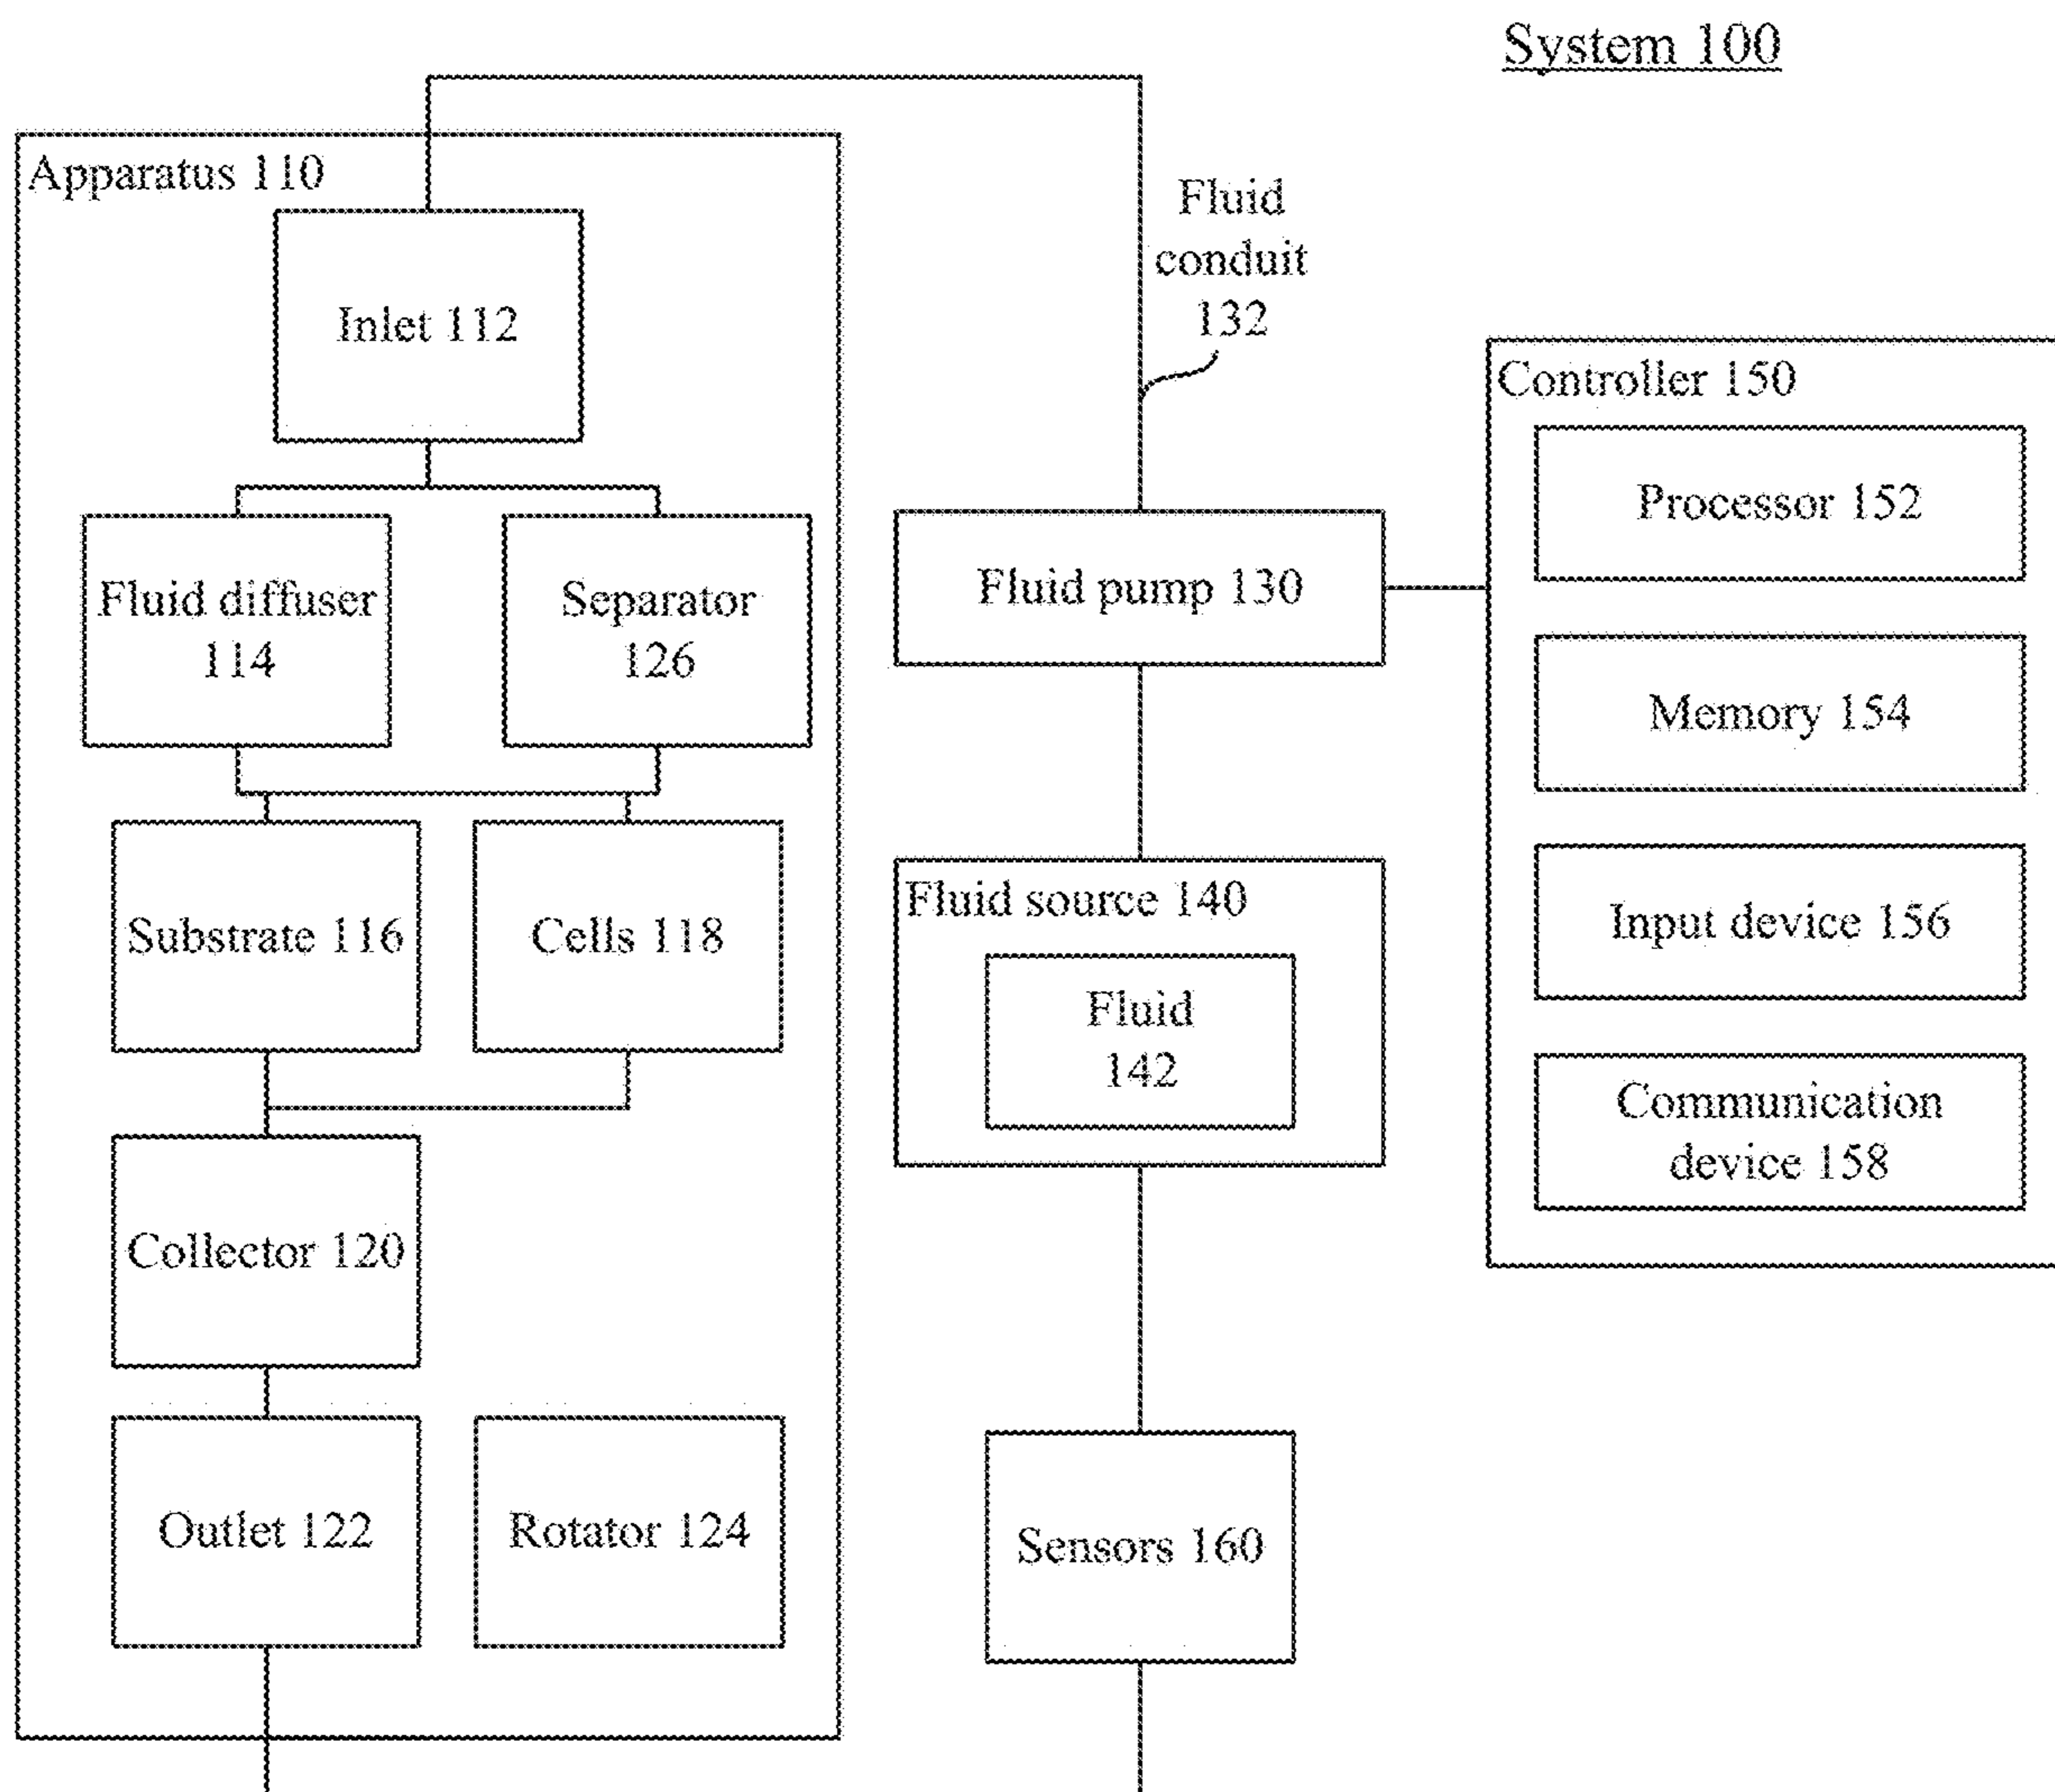 System 100
Apparatus 110
Inlet 112
Fluid diffuser
114
Separator
126
Substrate 116
Cells 118
Collector 120
Outlet 122
Rotator 124
Fluid
conduit
132
Fluid pump 130
Fluid source 140
Fluid
142
Sensors 160
Controller 150
Processor 152
Memory 154
Input device 156
Communication
device 158